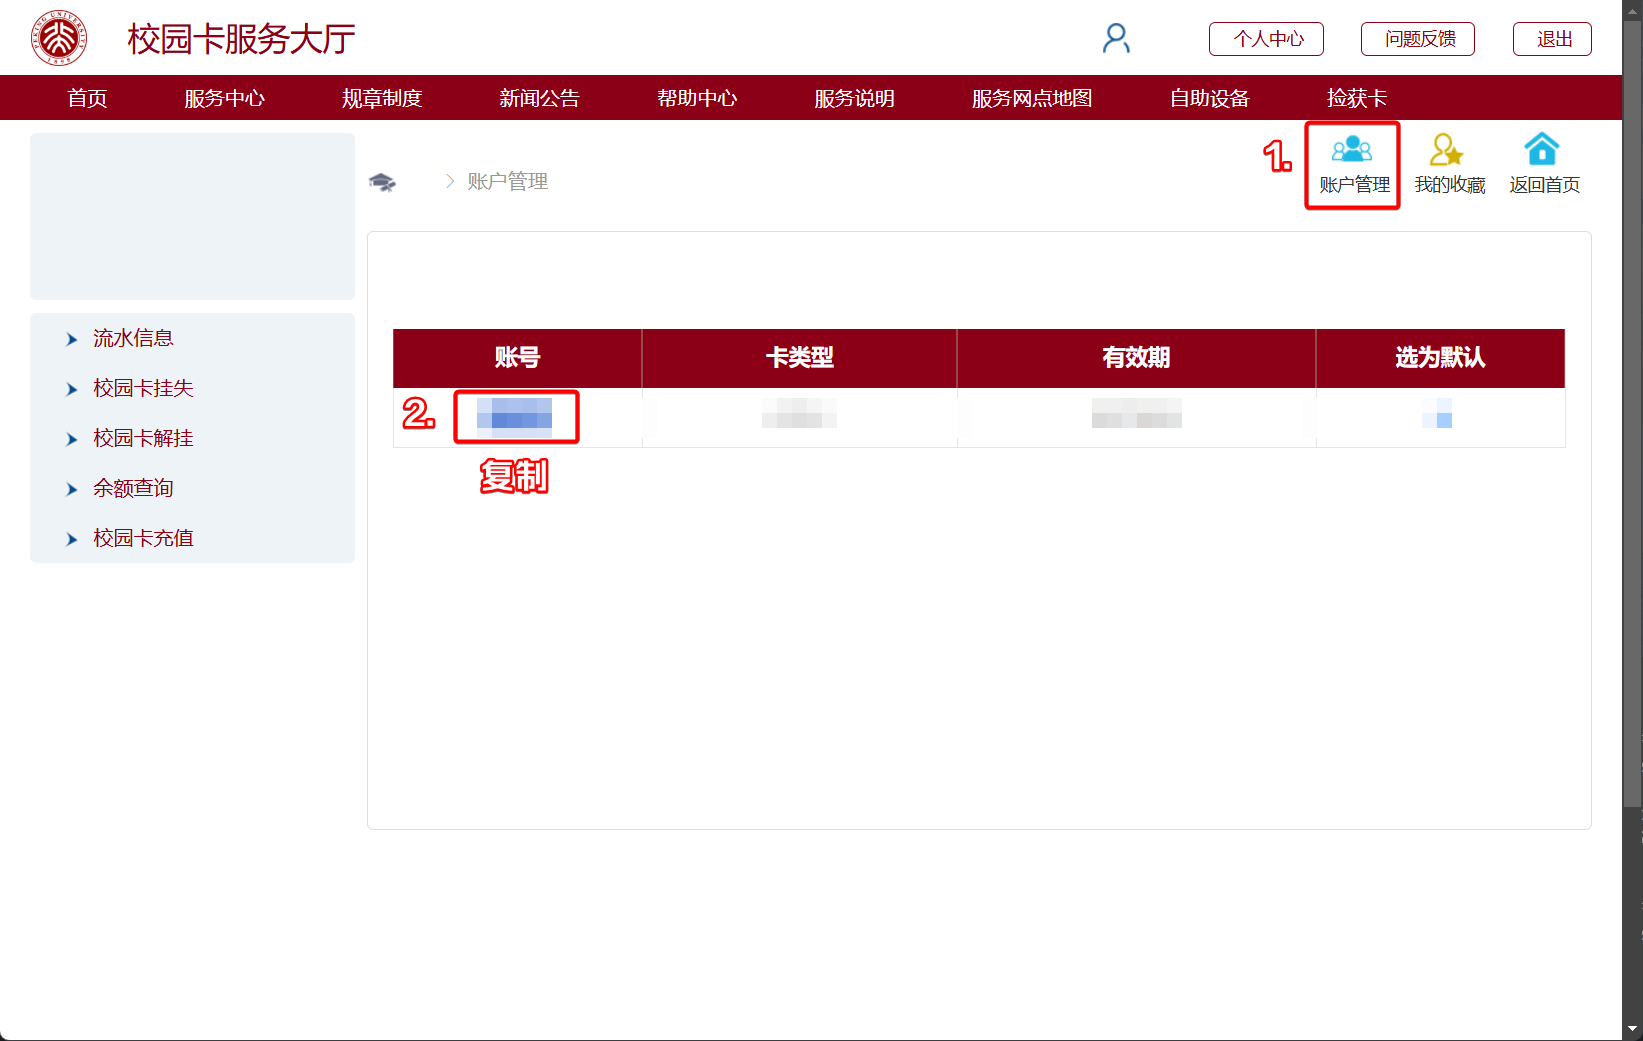 PEKING UNIVERSITY
1898
校园卡服务大厅
个人中心
问题反馈
退出
首页
服务中心
规章制度
新闻公告
帮助中心
服务说明
服务网点地图
自助设备
捡获卡
账户管理
1.
账户管理
我的收藏
返回首页
流水信息
校园卡挂失
校园卡解挂
余额查询
校园卡充值
账号
卡类型
有效期
选为默认
2.
复制